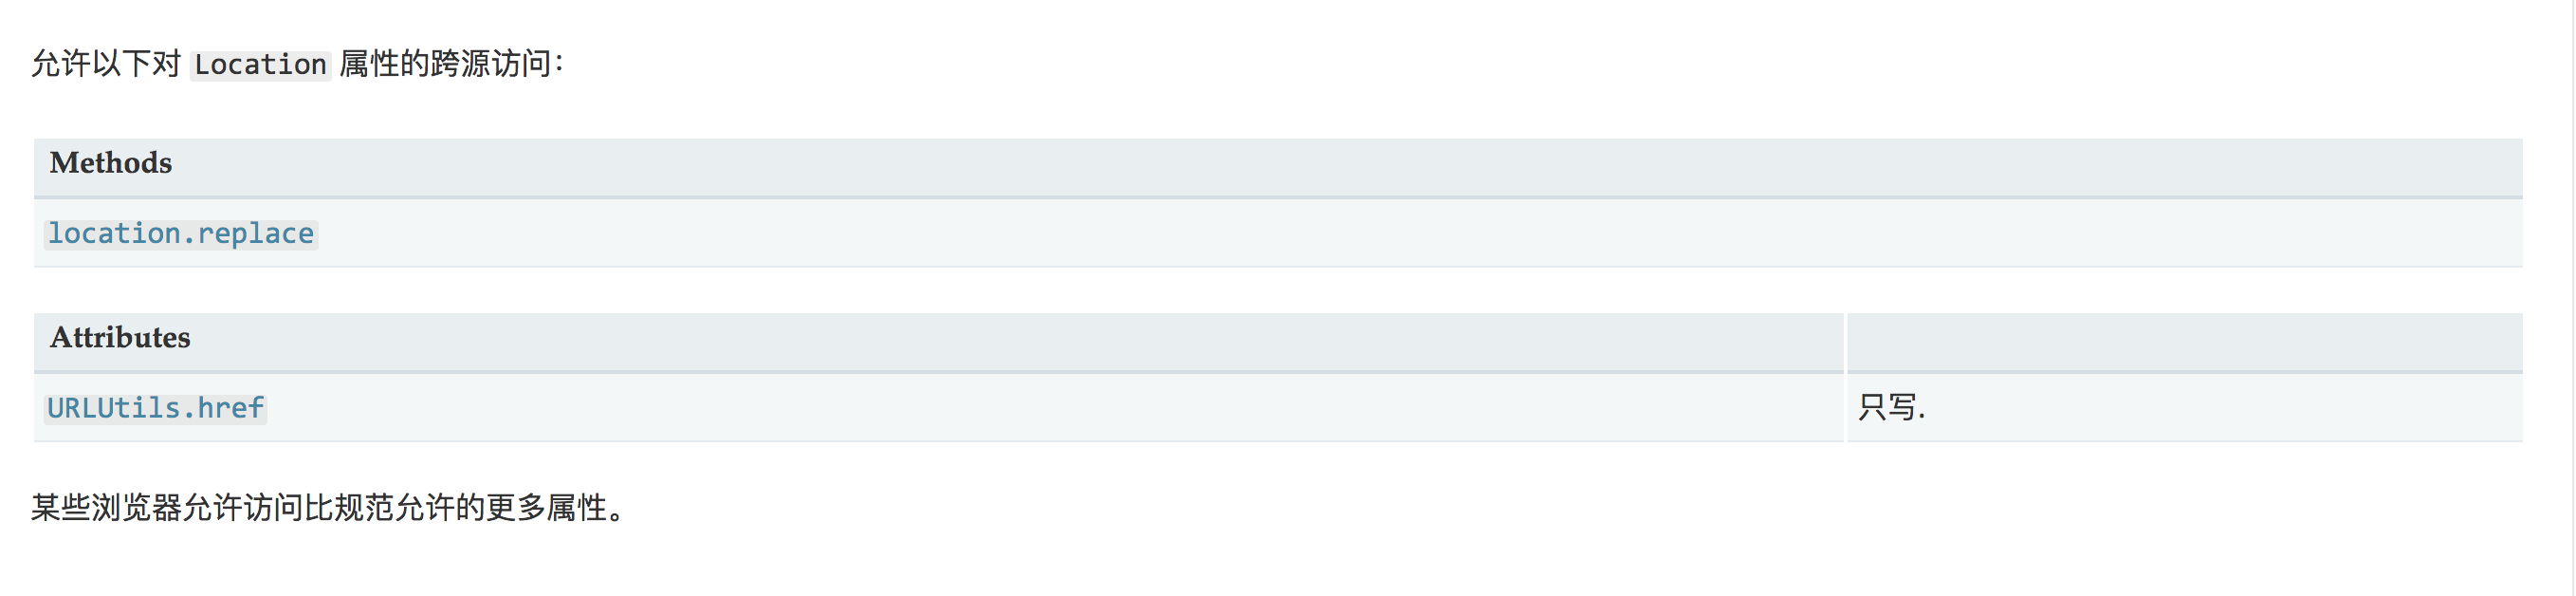 允许以下对 Location 属性的跨源访问：
Methods
location.replace
Attributes
URLUtils.href 只写.
某些浏览器允许访问比规范允许的更多属性。